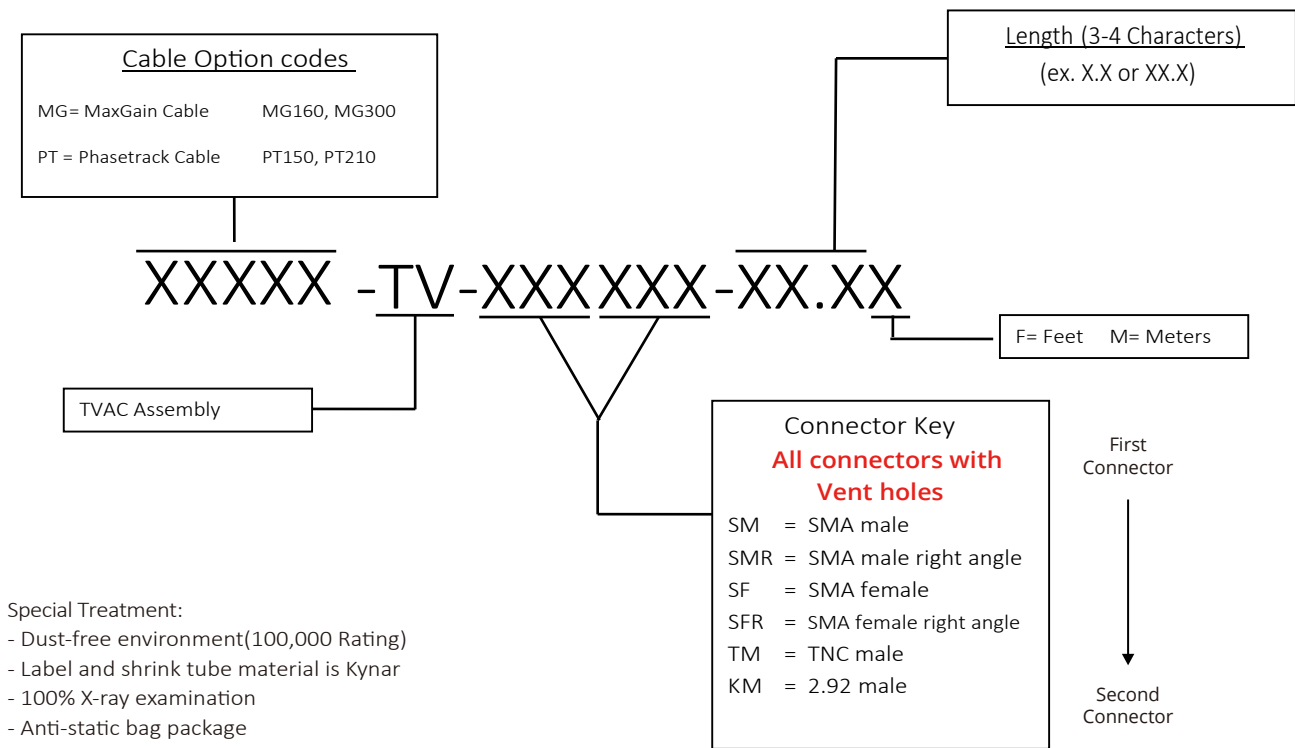 Cable Option codes
MG= MaxGain Cable MG160, MG300
PT = Phasetrack Cable PT150, PT210
Length (3-4 Characters)
(ex. X.X or XX.X)
XXXXX -TV-XXXXXX-XX.XX
F= Feet M= Meters
TVAC Assembly
Connector Key
All connectors with
Vent holes
SM = SMA male
SMR = SMA male right angle
SF = SMA female
SFR = SMA female right angle
TM = TNC male
KM = 2.92 male
First
Connector
Second
Connector
Special Treatment:
- Dust-free environment(100,000 Rating)
- Label and shrink tube material is Kynar
- 100% X-ray examination
- Anti-static bag package